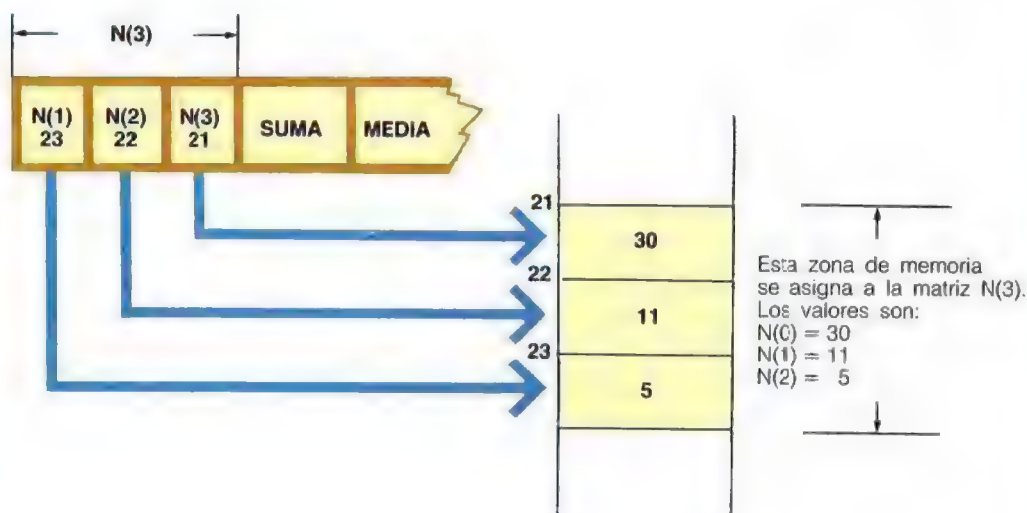 N(3)
N(1) N(2) N(3) SUMA MEDIA
23 22 21
21
30
22
11
23
5
Esta zona de memoria
se asigna a la matriz N(3).
Los valores son:
N(0) = 30
N(1) = 11
N(2) = 5